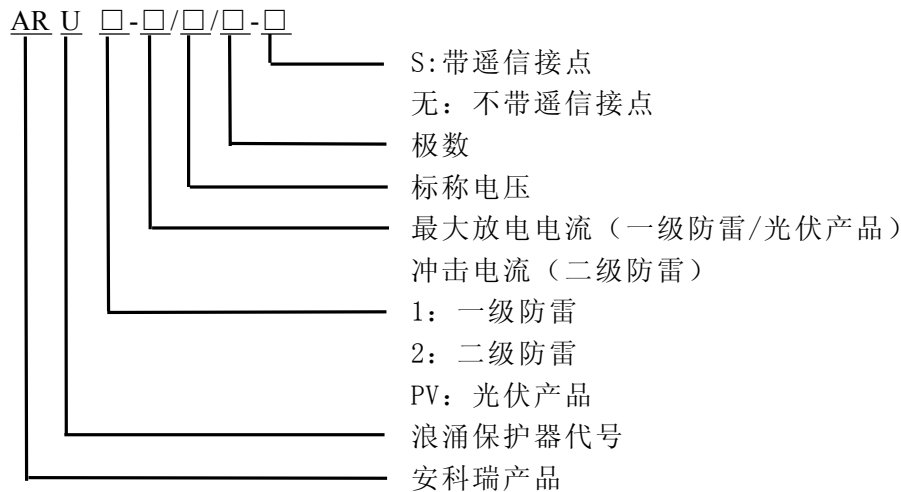 AR U □-□/□/□-□
S:带遥信接点
无：不带遥信接点
极数
标称电压
最大放电电流（一级防雷/光伏产品）
冲击电流（二级防雷）
1：一级防雷
2：二级防雷
PV：光伏产品
浪涌保护器代号
安科瑞产品